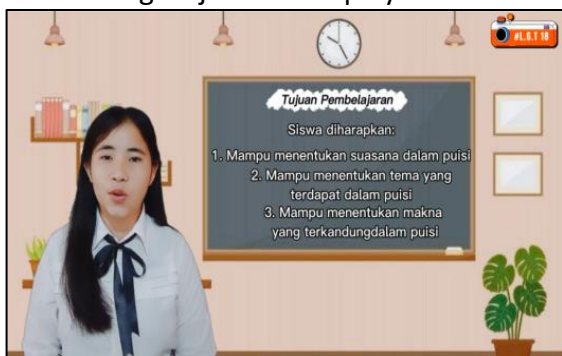 #L.O.T 18
Tujuan Pembelajaran
Siswa diharapkan:
1. Mampu menentukan suasana dalam puisi
2. Mampu menentukan tema yang
terdapat dalam puisi
3. Mampu menentukan makna
yang terkandungdalam puisi